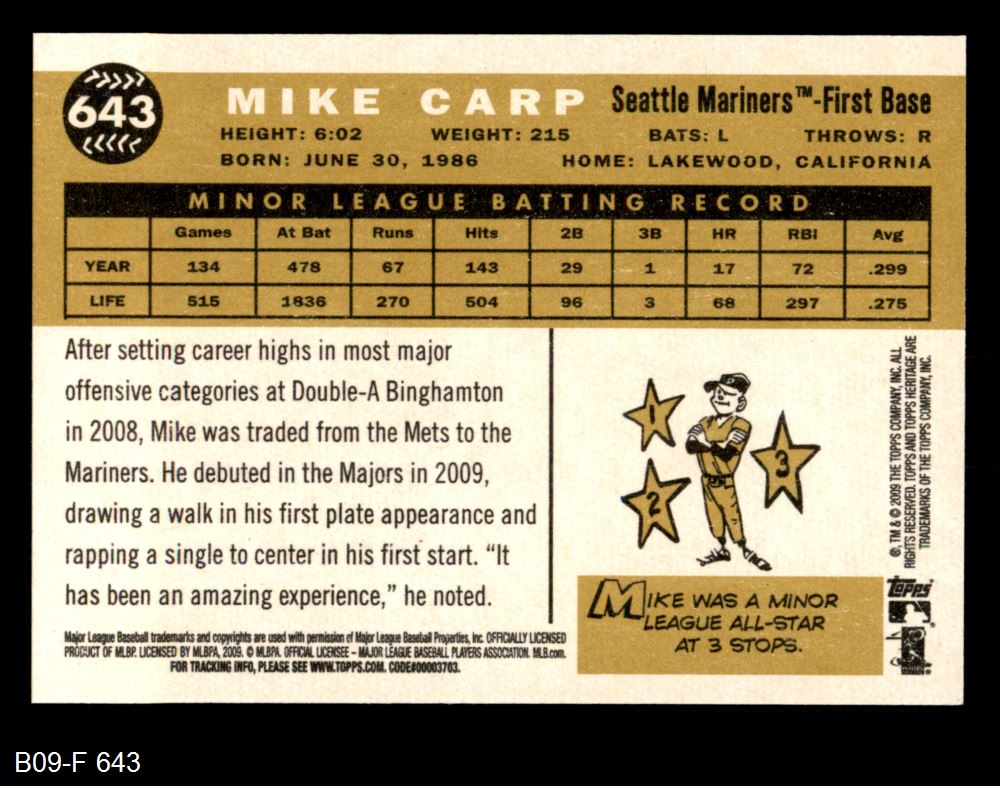 643
MIKE CARP Seattle Mariners™-First Base
HEIGHT: 6:02 WEIGHT: 215 BATS: L THROWS: R
BORN: JUNE 30, 1986 HOME: LAKEWOOD, CALIFORNIA
MINOR LEAGUE BATTING RECORD
Games At Bat Runs Hits 2B 3B HR RBI Avg
YEAR 134 478 67 143 29 1 17 72 .299
LIFE 515 1836 270 504 96 3 68 297 .275
After setting career highs in most major
offensive categories at Double-A Binghamton
in 2008, Mike was traded from the Mets to the
Mariners. He debuted in the Majors in 2009,
drawing a walk in his first plate appearance and
rapping a single to center in his first start. “It
has been an amazing experience,” he noted.
Major League Baseball trademarks and copyrights are used with permission of Major League Baseball Properties, Inc. OFFICIALLY LICENSED
PRODUCT OF MLBP. LICENSED BY MLBPA, 2009. © MLBPA. OFFICIAL LICENSEE – MAJOR LEAGUE BASEBALL PLAYERS ASSOCIATION. MLB.com.
FOR TRACKING INFO, PLEASE SEE WWW.TOPPS.COM. CODE#00003703.
1
2
3
MIKE WAS A MINOR
LEAGUE ALL-STAR
AT 3 STOPS.
®, TM & © 2009 THE TOPPS COMPANY, INC. ALL
RIGHTS RESERVED. TOPPS AND TOPPS HERITAGE ARE
TRADEMARKS OF THE TOPPS COMPANY, INC.
topps
B09-F 643